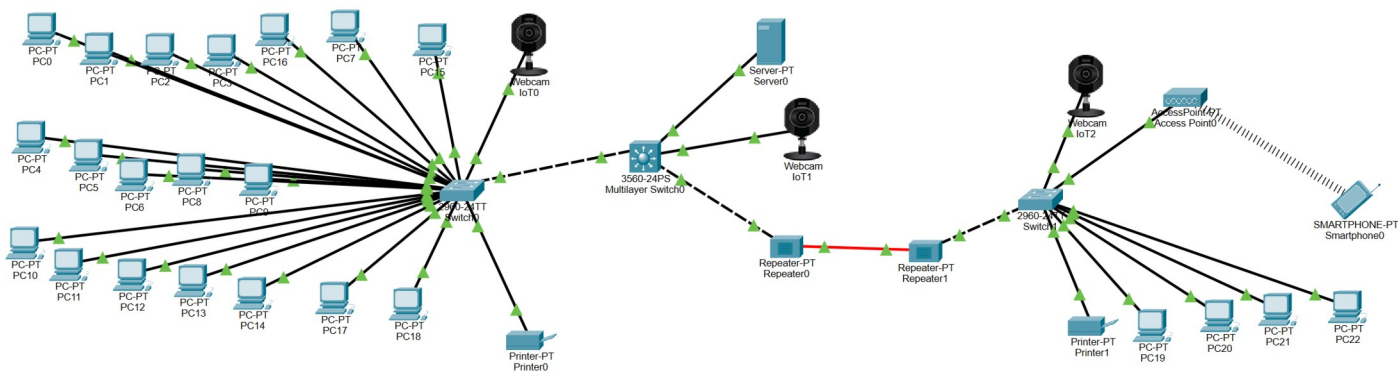 PC-PT
PC0
PC-PT
PC1
PC-PT
PC2
PC-PT
PC3
PC-PT
PC16
PC-PT
PC7
PC-PT
PC15
Webcam
IoT0
Server-PT
Server0
Webcam
IoT1
Webcam
IoT2
AccessPoint-PT
Access Point0
PC-PT
PC4
PC-PT
PC5
PC-PT
PC6
PC-PT
PC8
PC-PT
PC9
2960-24TT
Switch0
3560-24PS
Multilayer Switch0
2960-24TT
Switch1
SMARTPHONE-PT
Smartphone0
PC-PT
PC10
PC-PT
PC11
PC-PT
PC12
PC-PT
PC13
PC-PT
PC14
PC-PT
PC17
PC-PT
PC18
Printer-PT
Printer0
Repeater-PT
Repeater0
Repeater-PT
Repeater1
Printer-PT
Printer1
PC-PT
PC19
PC-PT
PC20
PC-PT
PC21
PC-PT
PC22